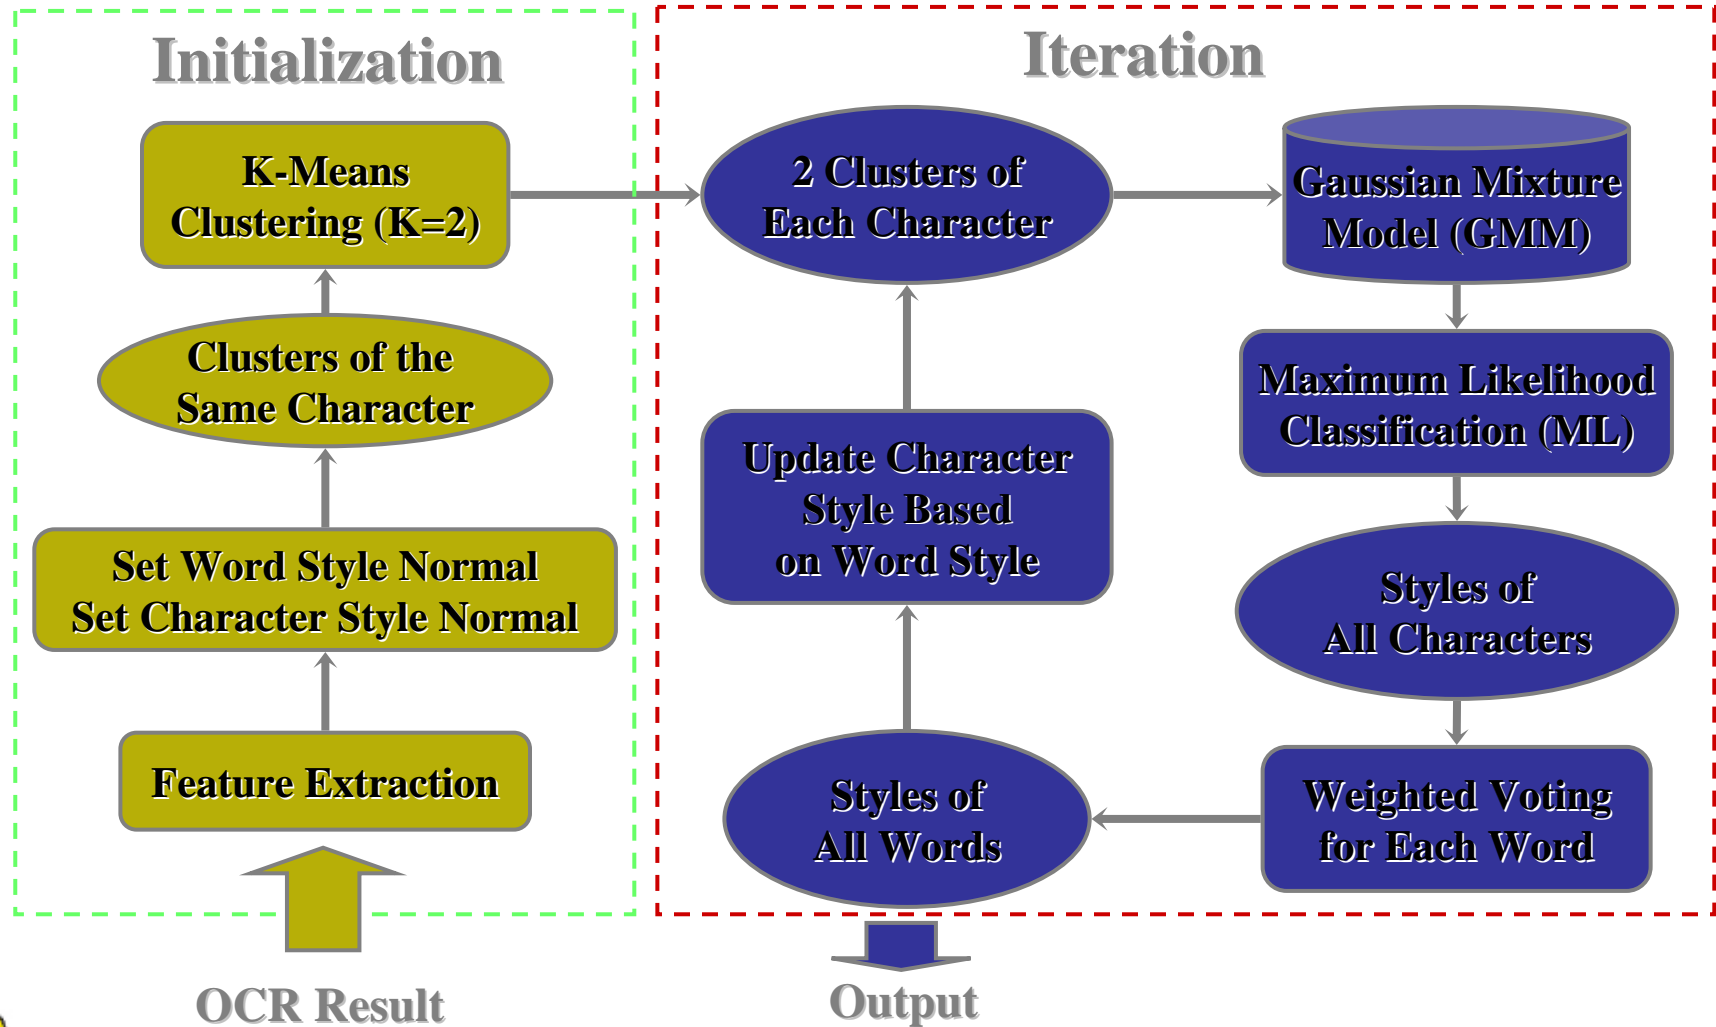 Initialization
K-Means
Clustering (K=2)
Clusters of the
Same Character
Set Word Style Normal
Set Character Style Normal
Feature Extraction
OCR Result
Iteration
2 Clusters of
Each Character
Gaussian Mixture
Model (GMM)
Maximum Likelihood
Classification (ML)
Update Character
Style Based
on Word Style
Styles of
All Characters
Styles of
All Words
Weighted Voting
for Each Word
Output